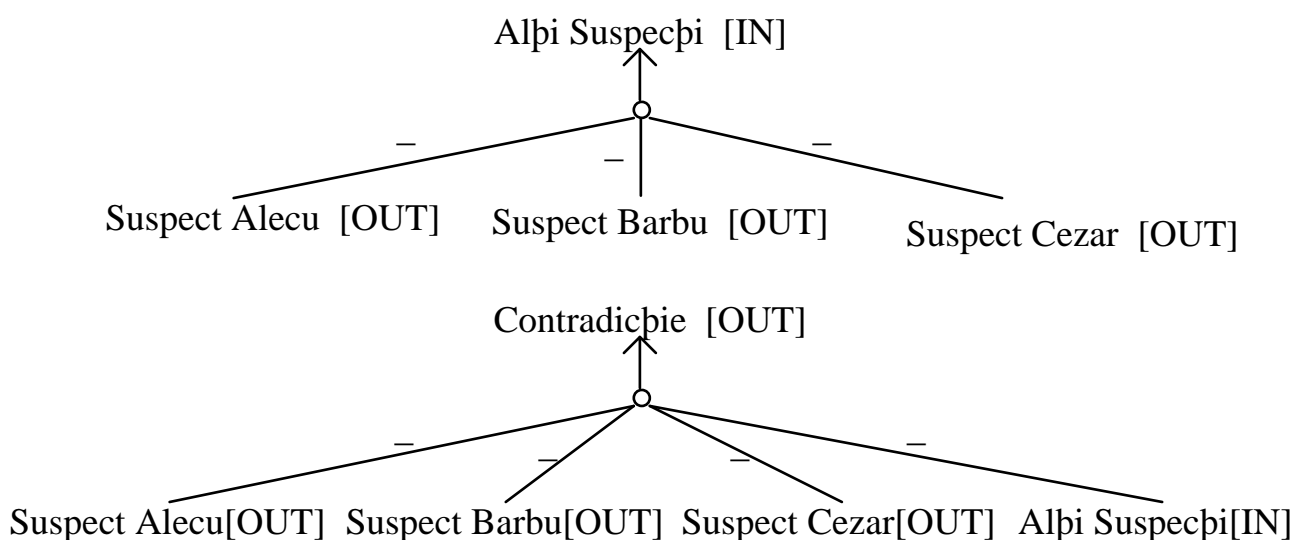 Alþi Suspecþi [IN]
– – –
Suspect Alecu [OUT] Suspect Barbu [OUT] Suspect Cezar [OUT]
Contradicþie [OUT]
– – – –
Suspect Alecu[OUT] Suspect Barbu[OUT] Suspect Cezar[OUT] Alþi Suspecþi[IN]